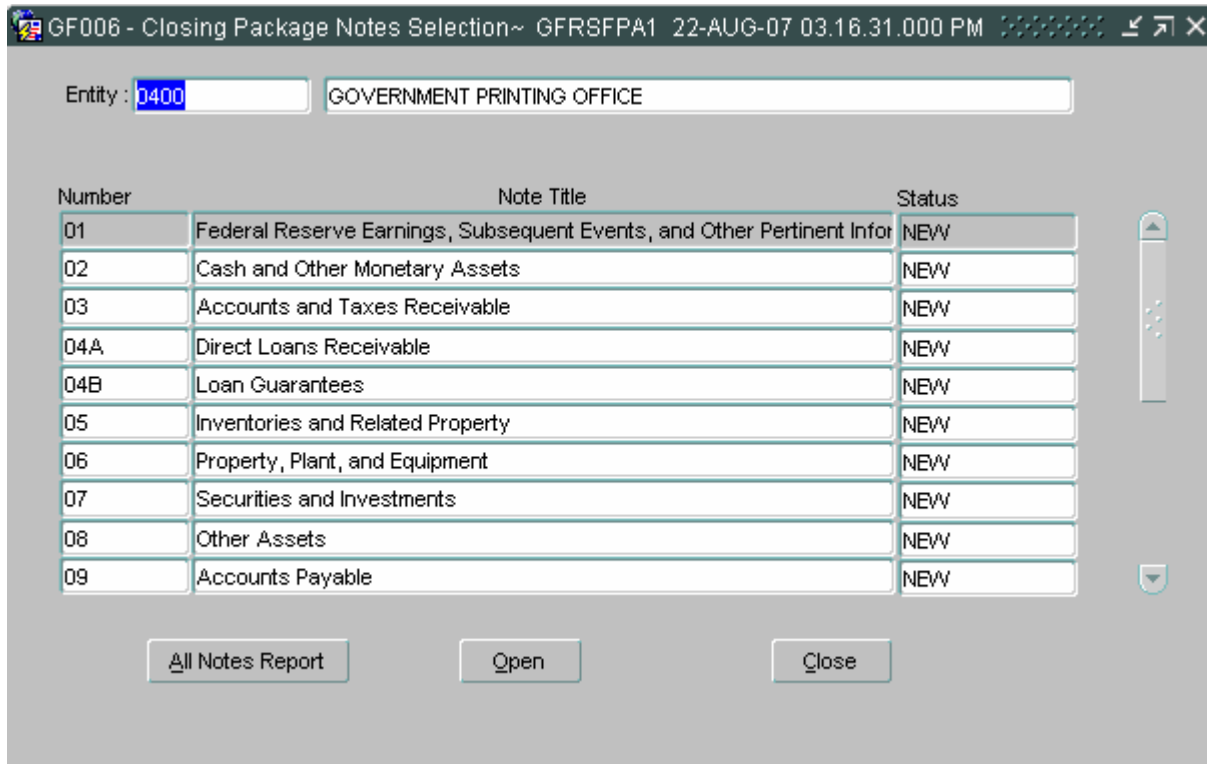 GF006 - Closing Package Notes Selection~ GFRSFPA1 22-AUG-07 03.16.31.000 PM
Entity : 0400 GOVERNMENT PRINTING OFFICE
Number Note Title Status
01 Federal Reserve Earnings, Subsequent Events, and Other Pertinent Infor NEW
02 Cash and Other Monetary Assets NEW
03 Accounts and Taxes Receivable NEW
04A Direct Loans Receivable NEW
04B Loan Guarantees NEW
05 Inventories and Related Property NEW
06 Property, Plant, and Equipment NEW
07 Securities and Investments NEW
08 Other Assets NEW
09 Accounts Payable NEW
All Notes Report Open Close